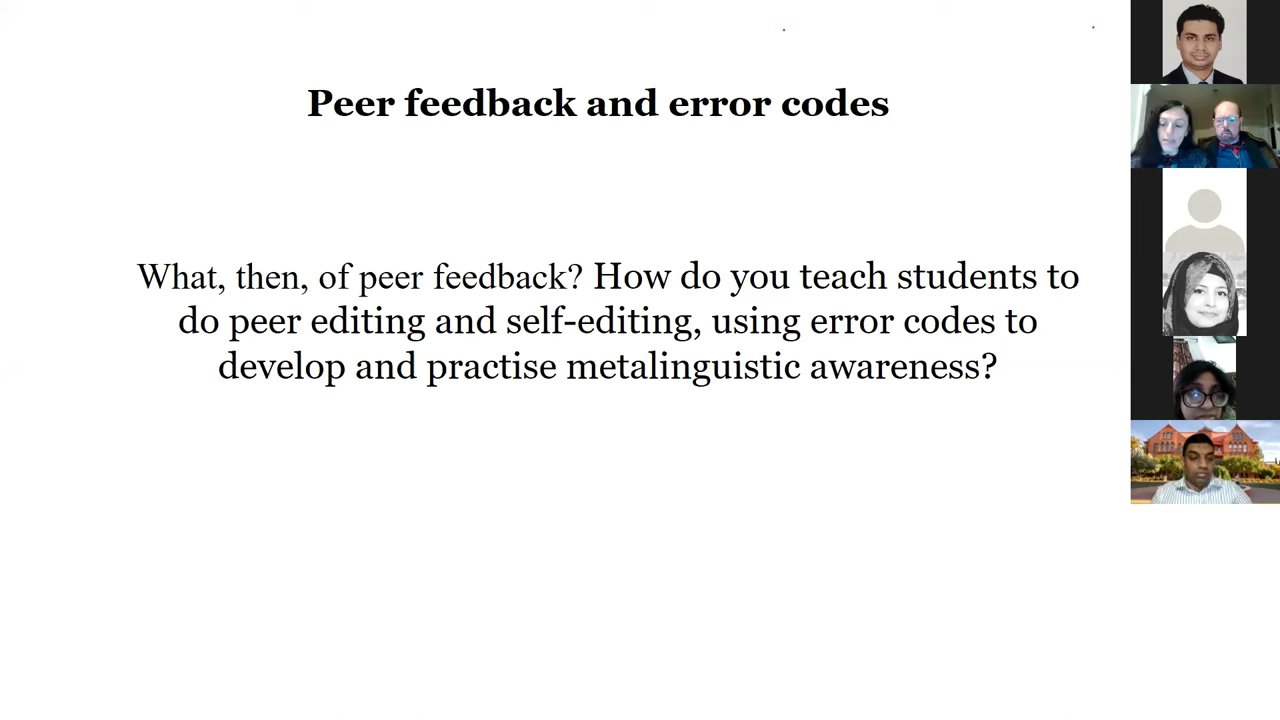 Peer feedback and error codes
What, then, of peer feedback? How do you teach students to
do peer editing and self-editing, using error codes to
develop and practise metalinguistic awareness?